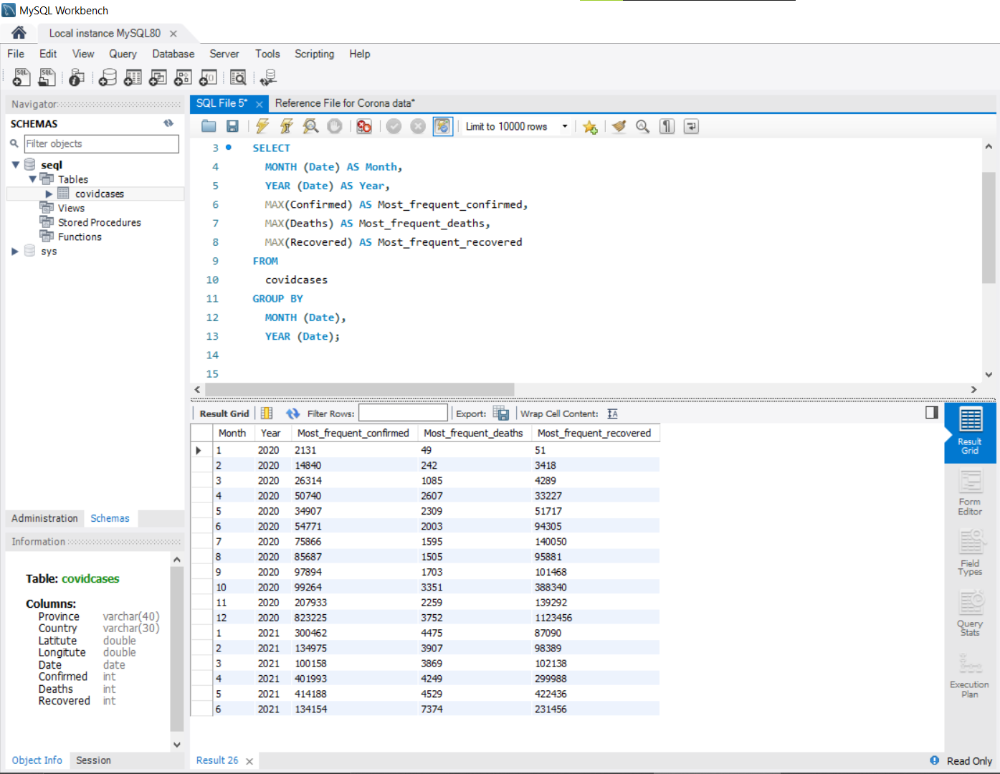 MySQL Workbench
Local instance MySQL80
File Edit View Query Database Server Tools Scripting Help
Navigator
SCHEMAS
Filter objects
seql
Tables
covidcases
Views
Stored Procedures
Functions
sys
Administration Schemas
Information
Table: covidcases
Columns:
Province varchar(40)
Country varchar(30)
Latitute double
Longitute double
Date date
Confirmed int
Deaths int
Recovered int
Object Info Session
SQL File 5* Reference File for Corona data*
Limit to 10000 rows
3 SELECT
4 MONTH (Date) AS Month,
5 YEAR (Date) AS Year,
6 MAX(Confirmed) AS Most_frequent_confirmed,
7 MAX(Deaths) AS Most_frequent_deaths,
8 MAX(Recovered) AS Most_frequent_recovered
9 FROM
10 covidcases
11 GROUP BY
12 MONTH (Date),
13 YEAR (Date);
14
15
Result Grid Filter Rows: Export: Wrap Cell Content:
Month Year Most_frequent_confirmed Most_frequent_deaths Most_frequent_recovered
1 2020 2131 49 51
2 2020 14840 242 3418
3 2020 26314 1085 4289
4 2020 50740 2607 33227
5 2020 34907 2309 51717
6 2020 54771 2003 94305
7 2020 75866 1595 140050
8 2020 85687 1505 95881
9 2020 97894 1703 101468
10 2020 99264 3351 388340
11 2020 207933 2259 139292
12 2020 823225 3752 1123456
1 2021 300462 4475 87090
2 2021 134975 3907 98389
3 2021 100158 3869 102138
4 2021 401993 4249 299988
5 2021 414188 4529 422436
6 2021 134154 7374 231456
Result
Grid
Form
Editor
Field
Types
Query
Stats
Execution
Plan
Result 26
Read Only